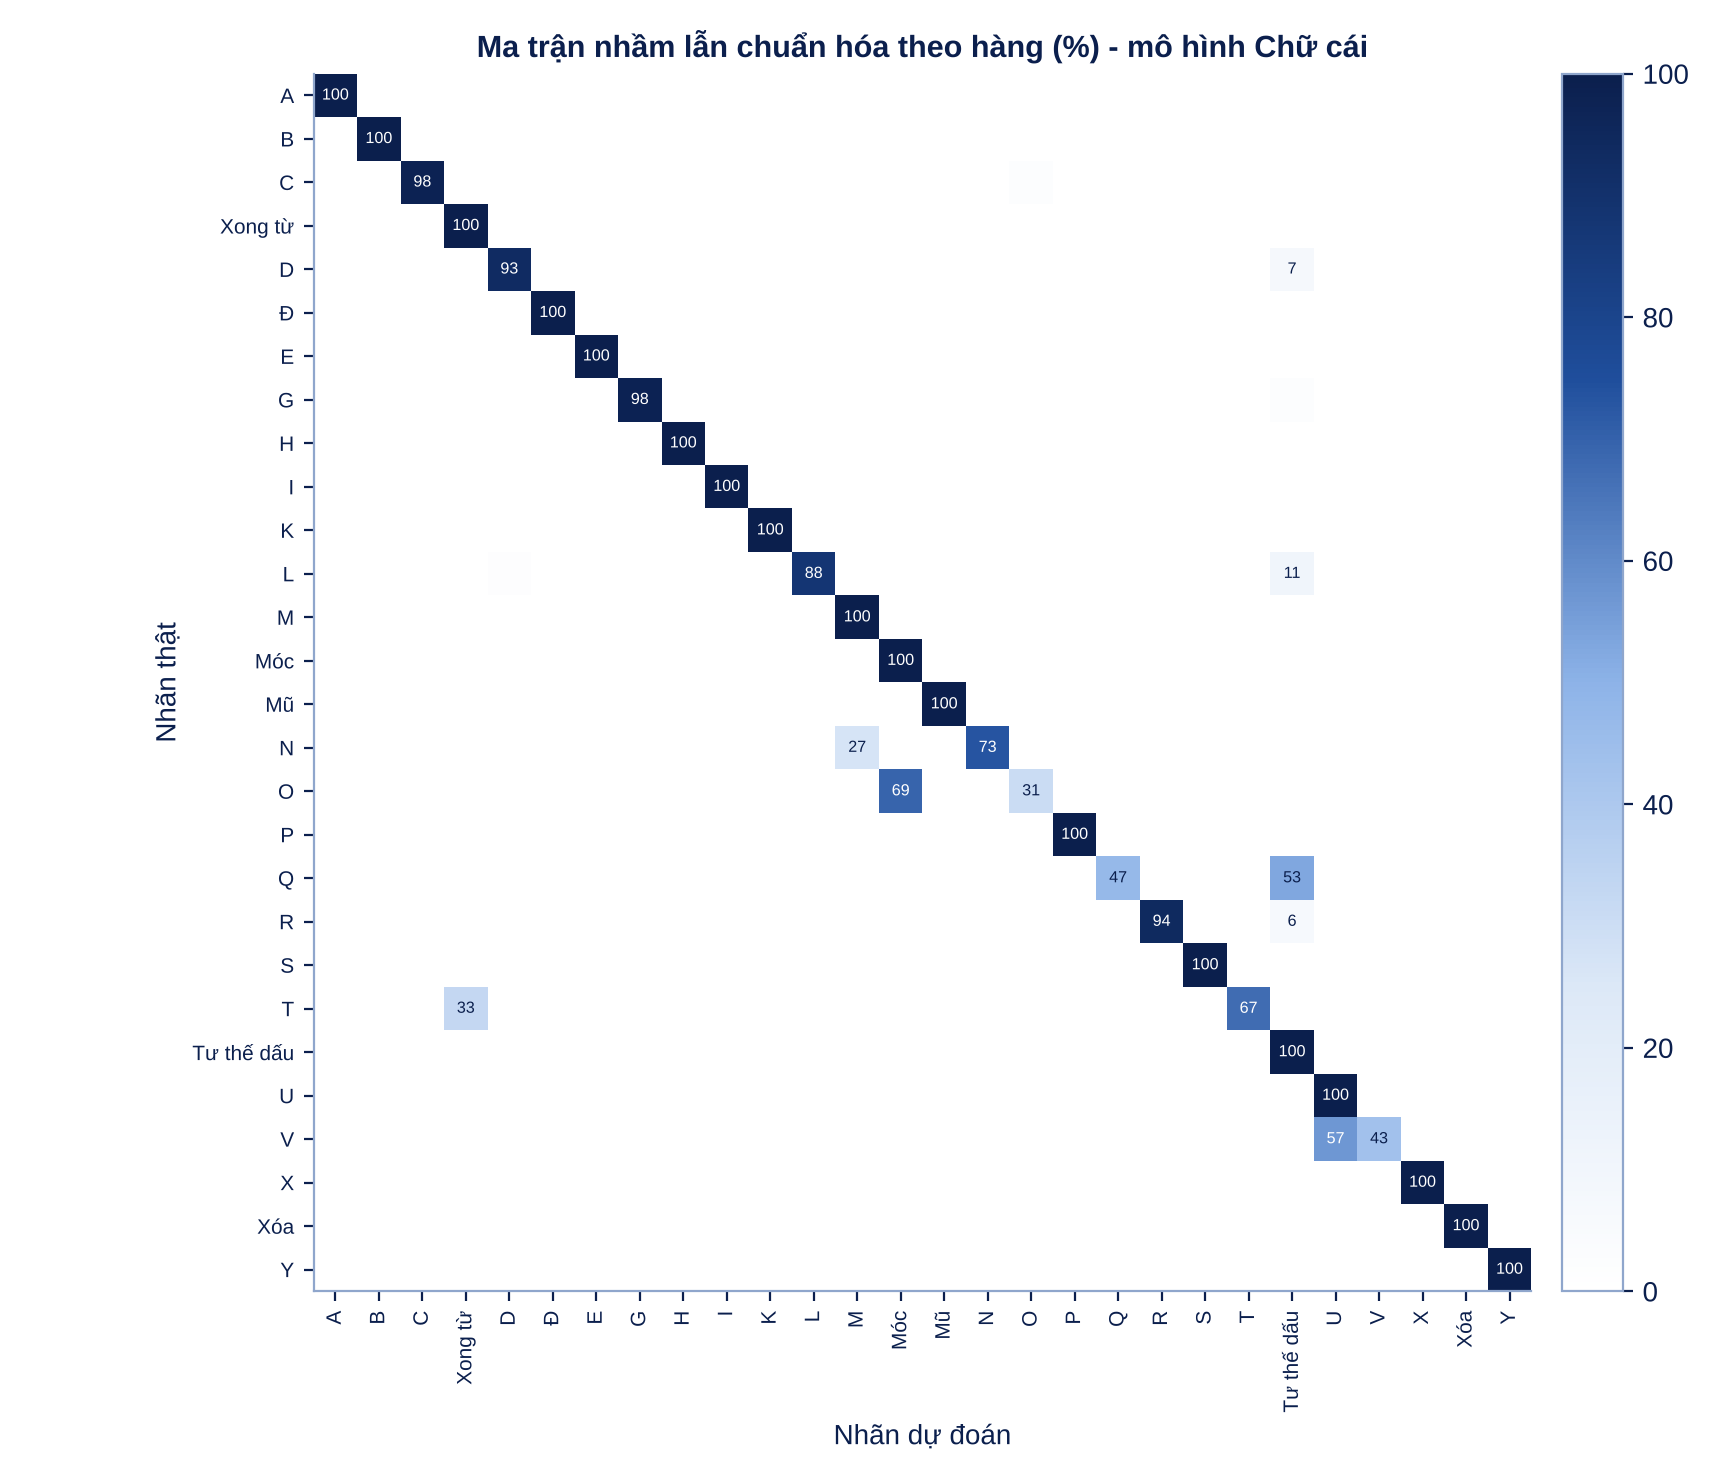 Ma trận nhầm lẫn chuẩn hóa theo hàng (%) - mô hình Chữ cái
Nhãn thật
A 100
B 100
C 98
Xong từ 100
D 93 7
Đ 100
E 100
G 98
H 100
I 100
K 100
L 88 11
M 100
Móc 100
Mũ 100
N 27 73
O 69 31
P 100
Q 47 53
R 94 6
S 100
T 33 67
Tư thế dấu 100
U 100
V 57 43
X 100
Xóa 100
Y 100
A B C Xong từ D Đ E G H I K L M Móc Mũ N O P Q R S T Tư thế dấu U V X Xóa Y
Nhãn dự đoán
100
80
60
40
20
0